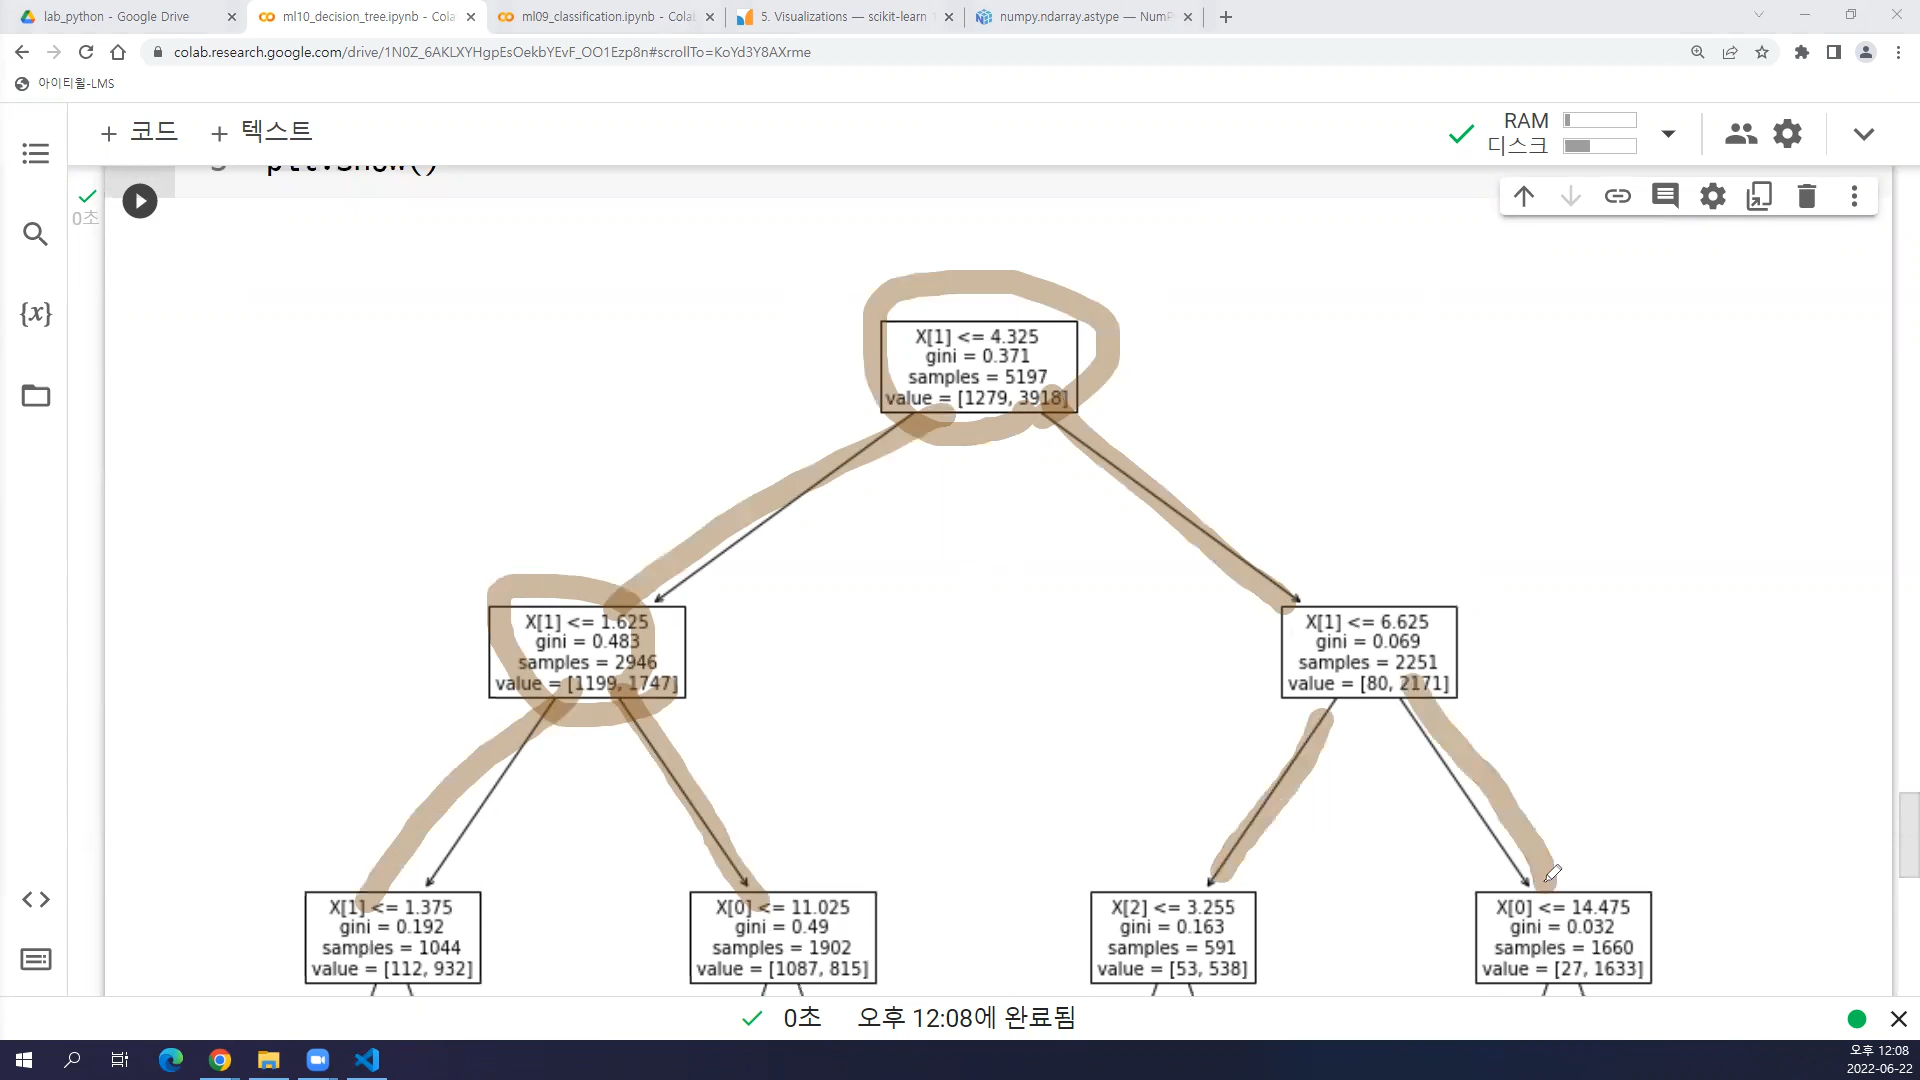 lab_python - Google Drive
ml10_decision_tree.ipynb - Cola
ml09_classification.ipynb - Cola
5. Visualizations — scikit-learn 1
numpy.ndarray.astype — NumP
colab.research.google.com/drive/1N0Z_6AKLXYHgpEsOekbYEvF_OO1Ezp8n#scrollTo=KoYd3Y8AXrme
아이티윌-LMS
+ 코드
+ 텍스트
RAM
디스크
plt.show()
0초
{x}
X[1] <= 4.325
gini = 0.371
samples = 5197
value = [1279, 3918]
X[1] <= 1.625
gini = 0.483
samples = 2946
value = [1199, 1747]
X[1] <= 6.625
gini = 0.069
samples = 2251
value = [80, 2171]
X[1] <= 1.375
gini = 0.192
samples = 1044
value = [112, 932]
X[0] <= 11.025
gini = 0.49
samples = 1902
value = [1087, 815]
X[2] <= 3.255
gini = 0.163
samples = 591
value = [53, 538]
X[0] <= 14.475
gini = 0.032
samples = 1660
value = [27, 1633]
0초 오후 12:08에 완료됨
오후 12:08
2022-06-22